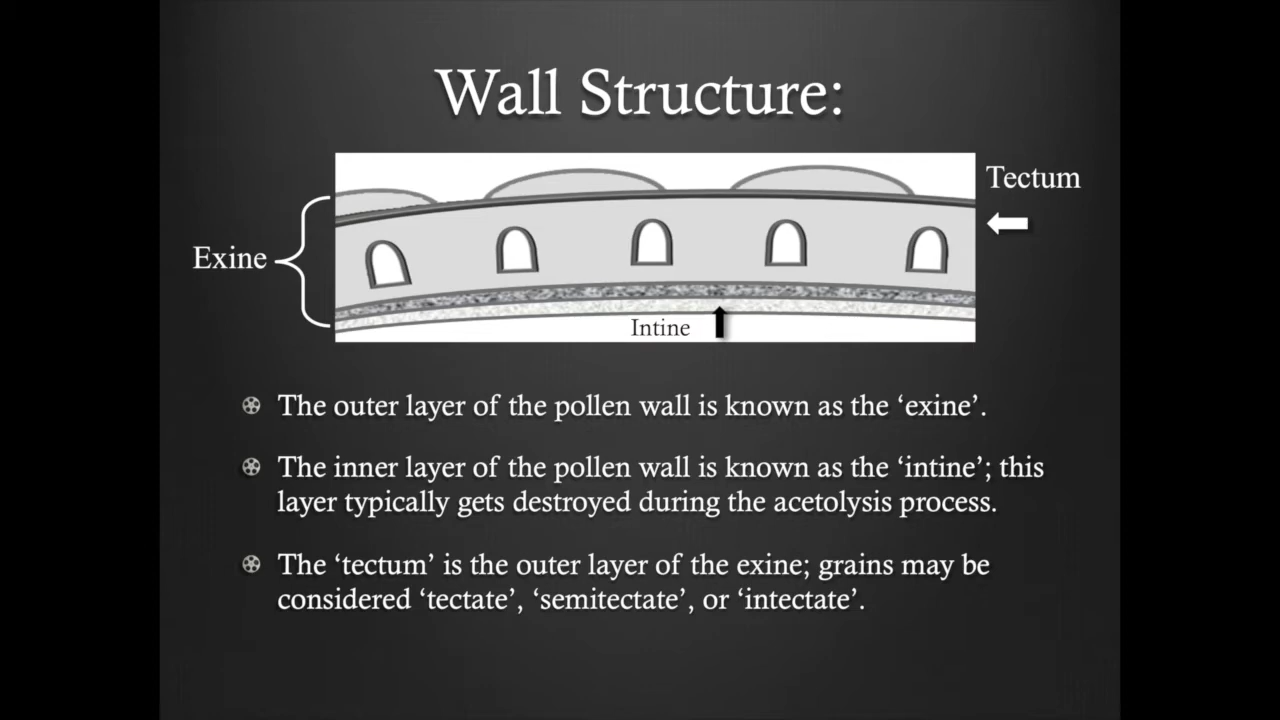 Wall Structure:
Tectum
Exine
Intine
The outer layer of the pollen wall is known as the ‘exine’.
The inner layer of the pollen wall is known as the ‘intine’; this
layer typically gets destroyed during the acetolysis process.
The ‘tectum’ is the outer layer of the exine; grains may be
considered ‘tectate’, ‘semitectate’, or ‘intectate’.